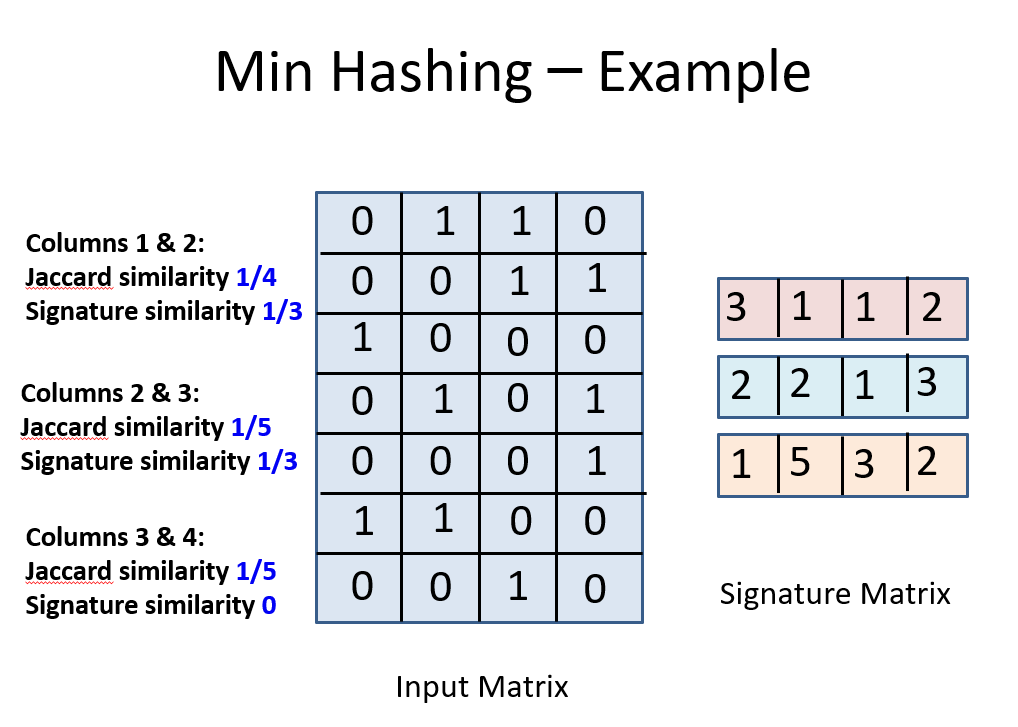 Min Hashing – Example
Columns 1 & 2:
Jaccard similarity 1/4
Signature similarity 1/3
Columns 2 & 3:
Jaccard similarity 1/5
Signature similarity 1/3
Columns 3 & 4:
Jaccard similarity 1/5
Signature similarity 0
0 1 1 0
0 0 1 1
1 0 0 0
0 1 0 1
0 0 0 1
1 1 0 0
0 0 1 0
Input Matrix
3 1 1 2
2 2 1 3
1 5 3 2
Signature Matrix